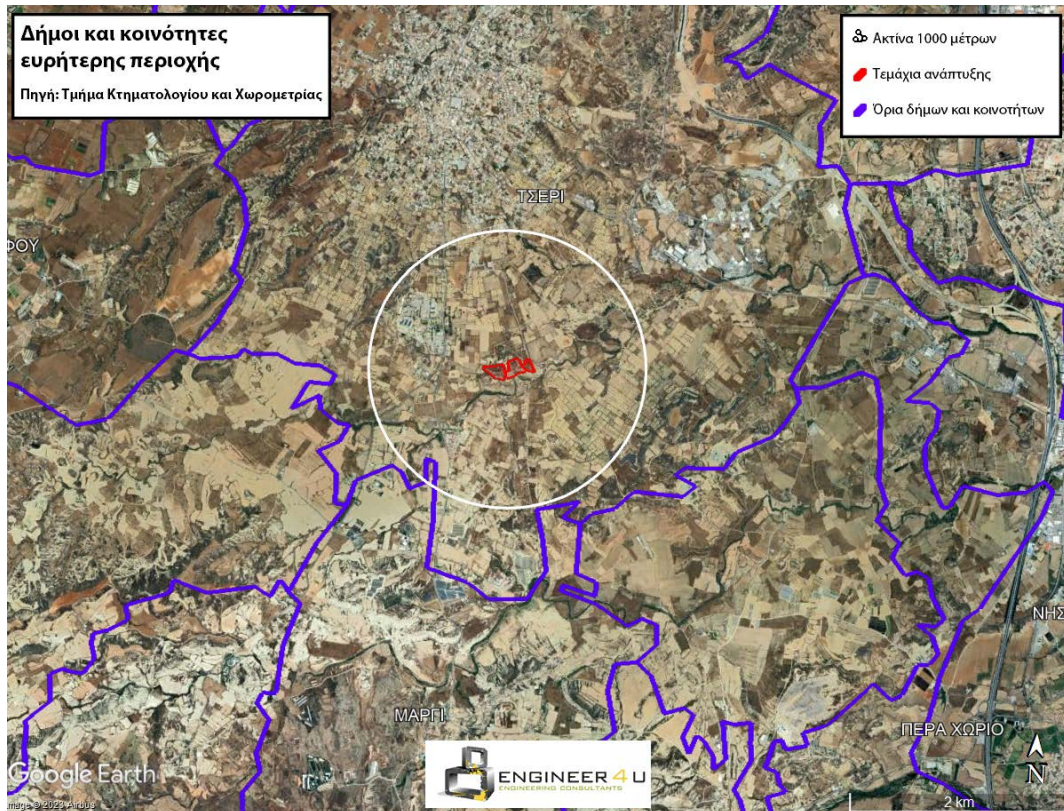 Δήμοι και κοινότητες
ευρήτερης περιοχής
Πηγή: Τμήμα Κτηματολογίου και Χωρομετρίας
Ακτίνα 1000 μέτρων
Τεμάχια ανάπτυξης
Όρια δήμων και κοινοτήτων
ΤΣΕΡΙ
ΦΟΥ
ΝΗΣ
ΜΑΡΓΙ
ΠΕΡΑ ΧΩΡΙΟ
ENGINEER 4 U
ENGINEERING CONSULTANTS
Google Earth
Image © 2023 Airbus
N
2 km